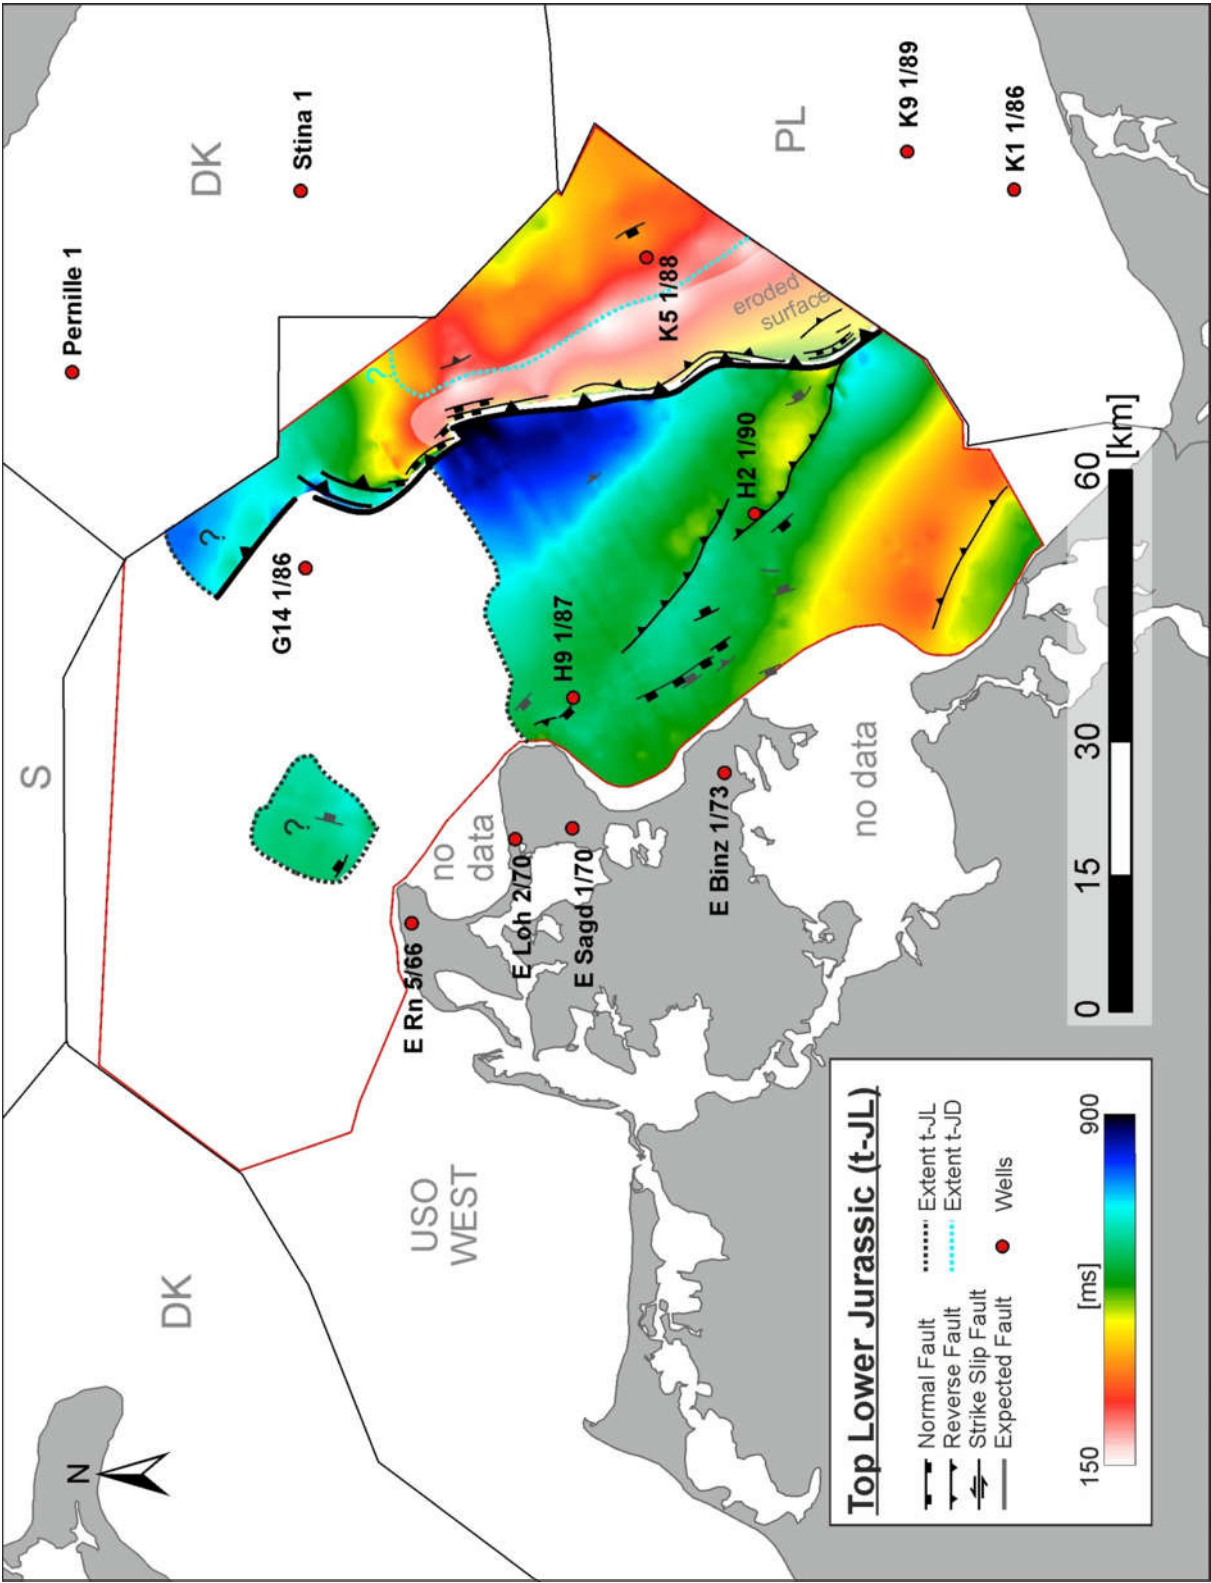 N
DK
S
DK
PL
USO
WEST
Pernille 1
Stina 1
K9 1/89
K1 1/86
K5 1/88
eroded
surface
?
?
?
G14 1/86
H2 1/90
H9 1/87
no
data
E Rn 5/66
E Loh 2/70
E Sagd 1/70
E Binz 1/73
no data
Top Lower Jurassic (t-JL)
Normal Fault
Reverse Fault
Strike Slip Fault
Expected Fault
Extent t-JL
Extent t-JD
Wells
150 [ms] 900
0 15 30 60
[km]